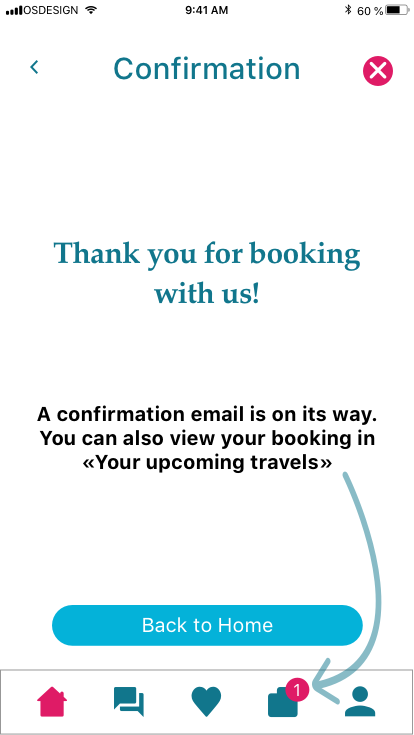 OSDESIGN
9:41 AM
60 %
Confirmation
Thank you for booking
with us!
A confirmation email is on its way.
You can also view your booking in
«Your upcoming travels»
Back to Home
1